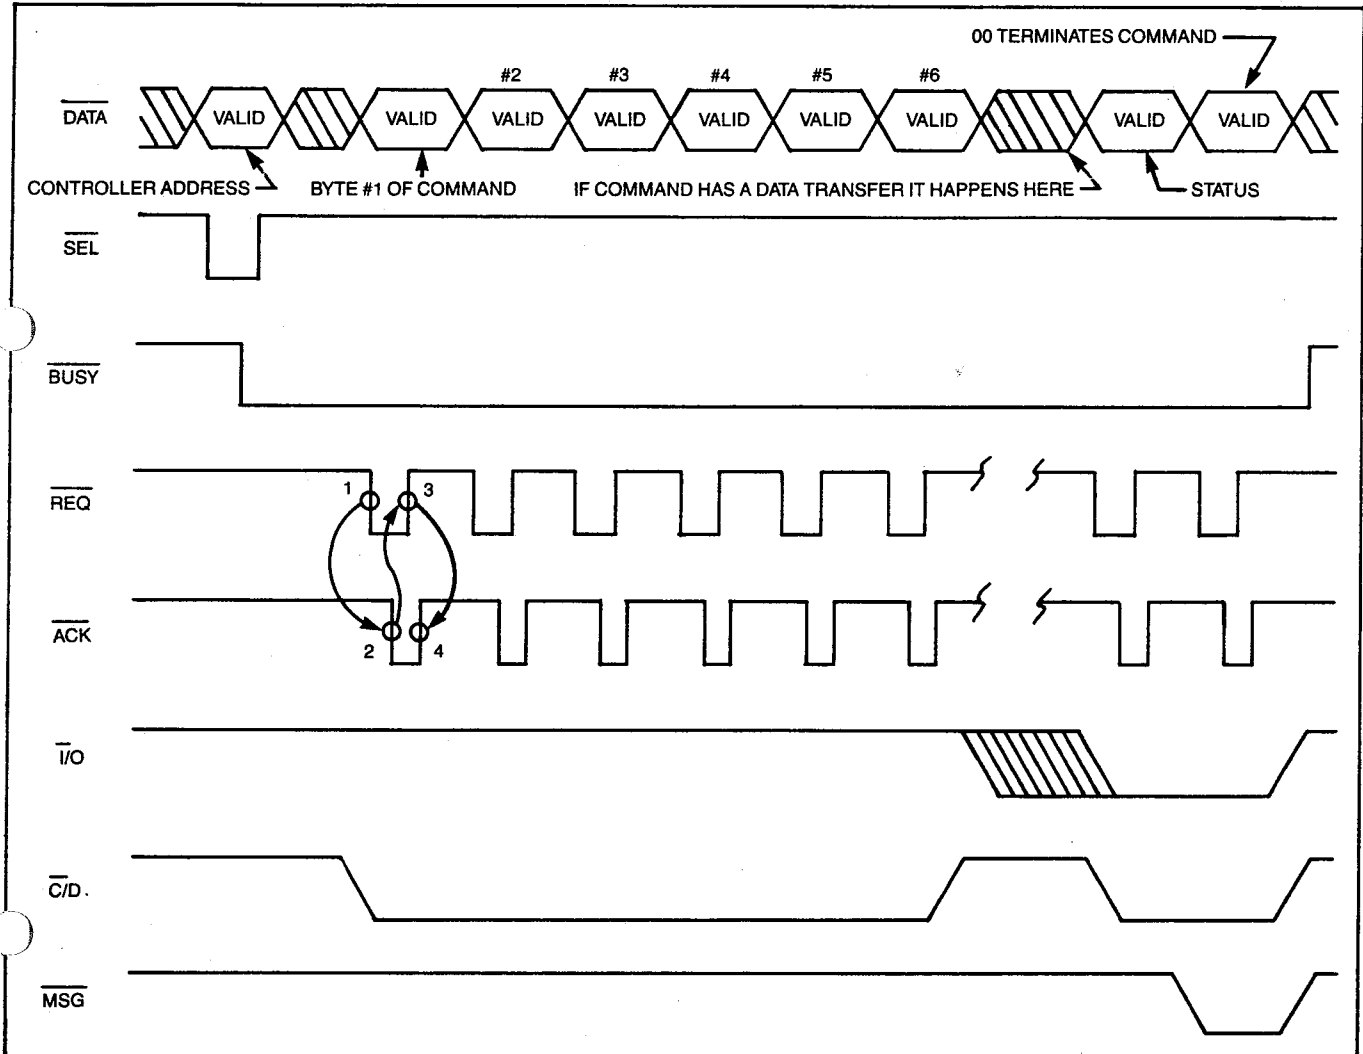 00 TERMINATES COMMAND
#2 #3 #4 #5 #6
DATA VALID VALID VALID VALID VALID VALID VALID VALID VALID
CONTROLLER ADDRESS BYTE #1 OF COMMAND IF COMMAND HAS A DATA TRANSFER IT HAPPENS HERE STATUS
SEL
BUSY
REQ 1 3
ACK 2 4
I/O
C/D.
MSG